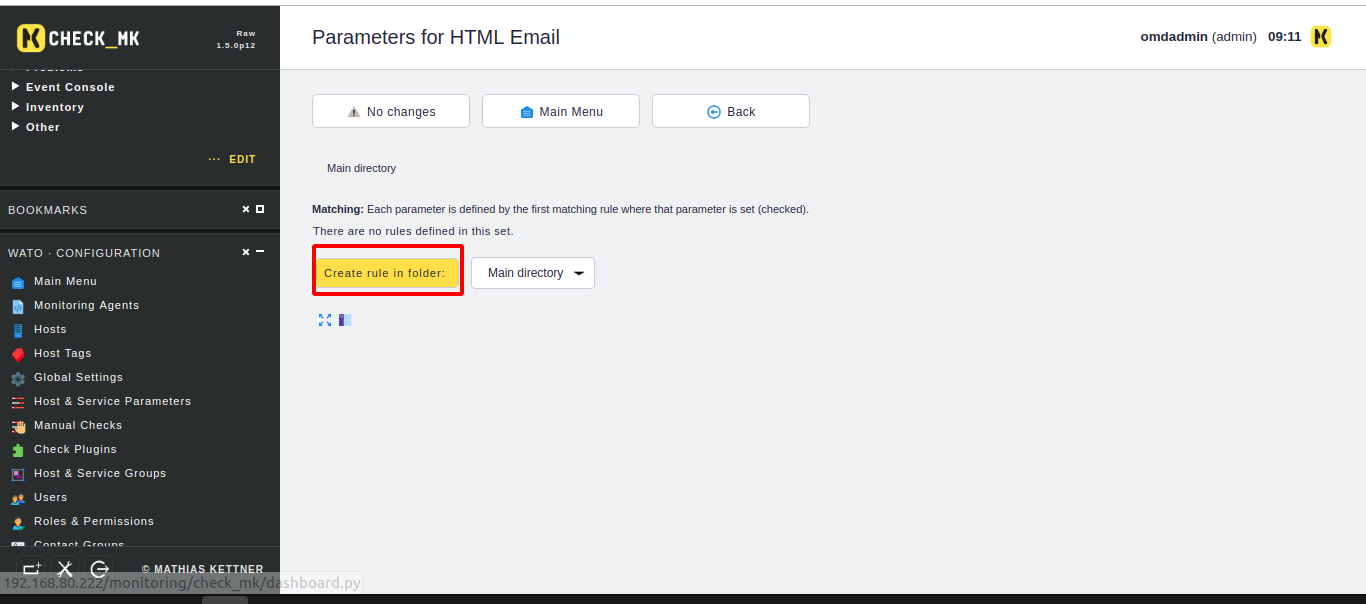 CHECK_MK
Raw
1.5.0p12
Problems
Event Console
Inventory
Other
··· EDIT
BOOKMARKS
WATO · CONFIGURATION
Main Menu
Monitoring Agents
Hosts
Host Tags
Global Settings
Host & Service Parameters
Manual Checks
Check Plugins
Host & Service Groups
Users
Roles & Permissions
Contact Groups
© MATHIAS KETTNER
192.168.80.222/monitoring/check_mk/dashboard.py
Parameters for HTML Email
omdadmin (admin) 09:11
No changes
Main Menu
Back
Main directory
Matching: Each parameter is defined by the first matching rule where that parameter is set (checked).
There are no rules defined in this set.
Create rule in folder:
Main directory